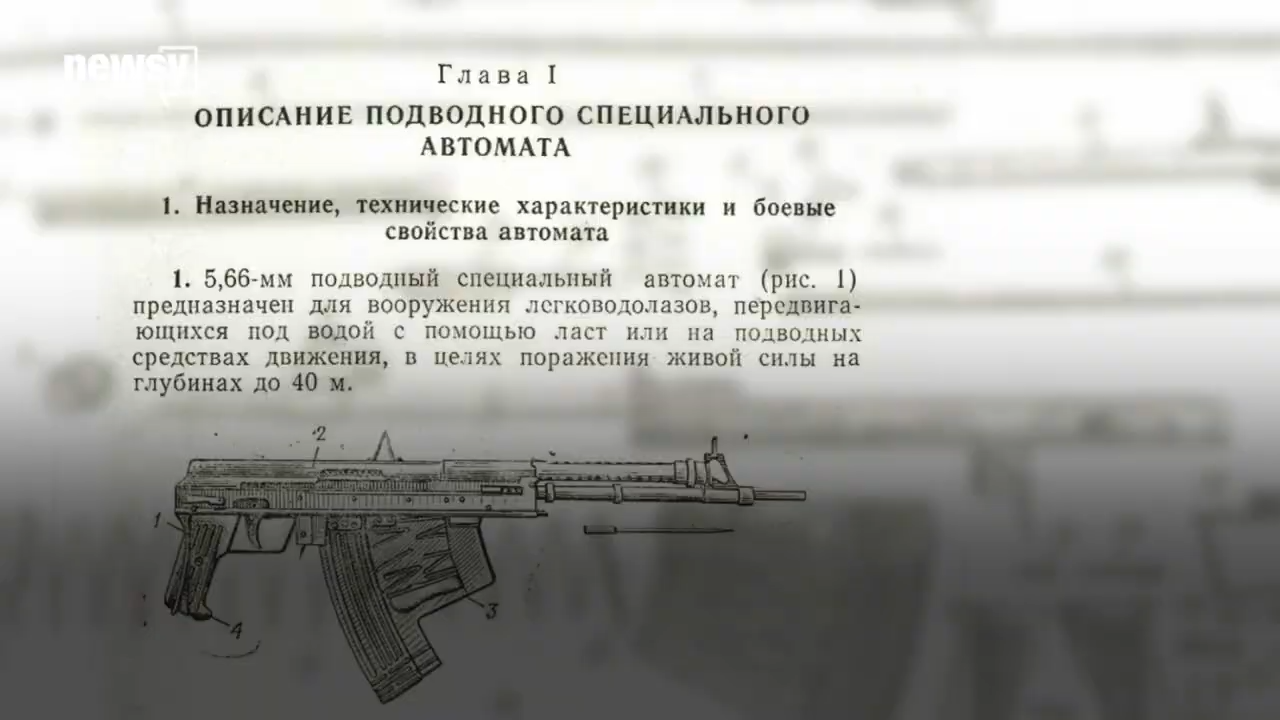 newsy
Глава I
ОПИСАНИЕ ПОДВОДНОГО СПЕЦИАЛЬНОГО
АВТОМАТА
1. Назначение, технические характеристики и боевые
свойства автомата
1. 5,66-мм подводный специальный автомат (рис. 1)
предназначен для вооружения легководолазов, передвига-
ющихся под водой с помощью ласт или на подводных
средствах движения, в целях поражения живой силы на
глубинах до 40 м.
2
1
3
4